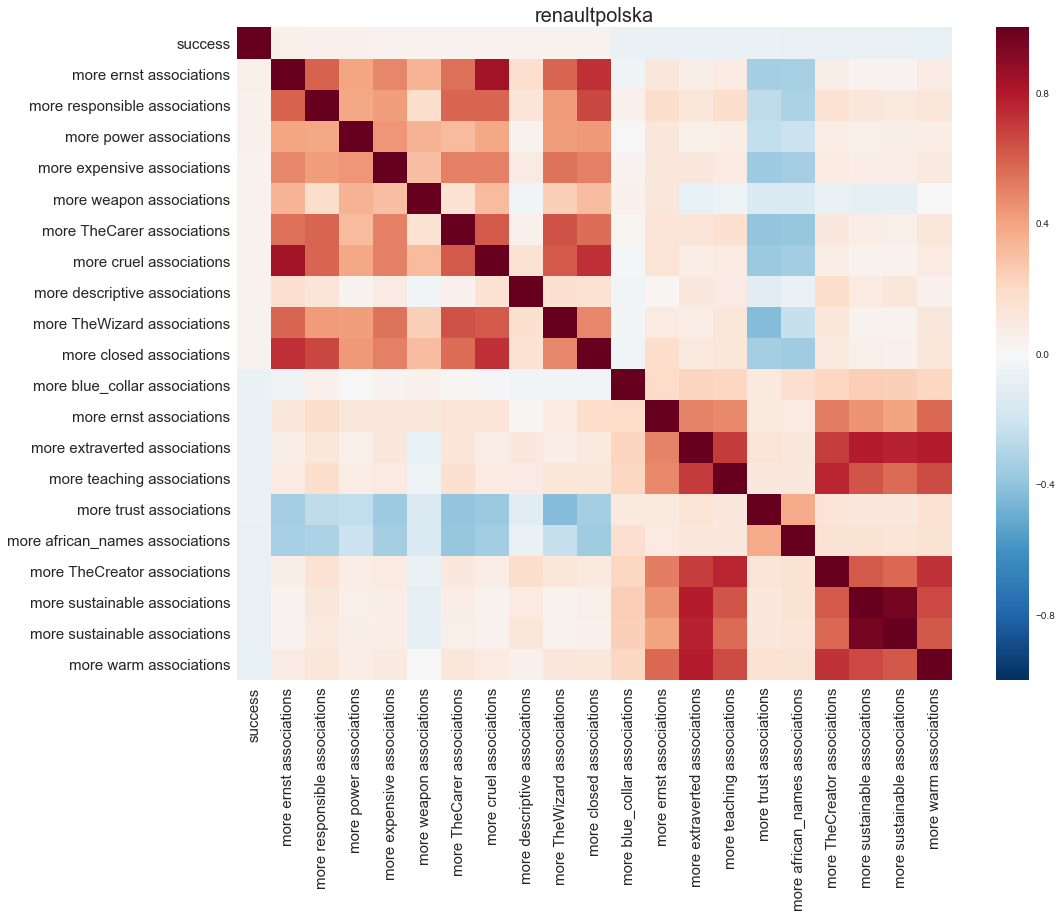 renaultpolska
success
more ernst associations
more responsible associations
more power associations
more expensive associations
more weapon associations
more TheCarer associations
more cruel associations
more descriptive associations
more TheWizard associations
more closed associations
more blue_collar associations
more ernst associations
more extraverted associations
more teaching associations
more trust associations
more african_names associations
more TheCreator associations
more sustainable associations
more sustainable associations
more warm associations
success
more ernst associations
more responsible associations
more power associations
more expensive associations
more weapon associations
more TheCarer associations
more cruel associations
more descriptive associations
more TheWizard associations
more closed associations
more blue_collar associations
more ernst associations
more extraverted associations
more teaching associations
more trust associations
more african_names associations
more TheCreator associations
more sustainable associations
more sustainable associations
more warm associations
0.8
0.4
0.0
−0.4
−0.8